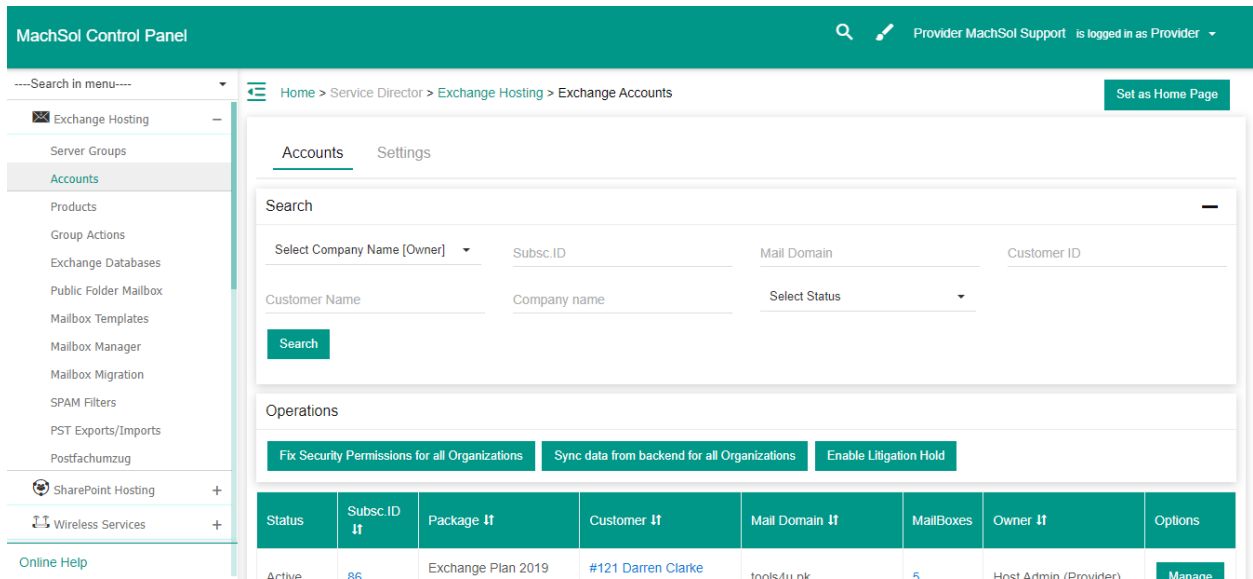 MachSol Control Panel
Provider MachSol Support is logged in as Provider
----Search in menu----
Home > Service Director > Exchange Hosting > Exchange Accounts
Set as Home Page
Exchange Hosting
Server Groups
Accounts
Products
Group Actions
Exchange Databases
Public Folder Mailbox
Mailbox Templates
Mailbox Manager
Mailbox Migration
SPAM Filters
PST Exports/Imports
Postfachumzug
SharePoint Hosting
Wireless Services
Online Help
Accounts Settings
Search
Select Company Name [Owner] Subsc.ID Mail Domain Customer ID
Customer Name Company name Select Status
Search
Operations
Fix Security Permissions for all Organizations Sync data from backend for all Organizations Enable Litigation Hold
Status Subsc.ID Package Customer Mail Domain MailBoxes Owner Options
Active 86 Exchange Plan 2019 #121 Darren Clarke tools4u.pk 5 Host Admin (Provider) Manage